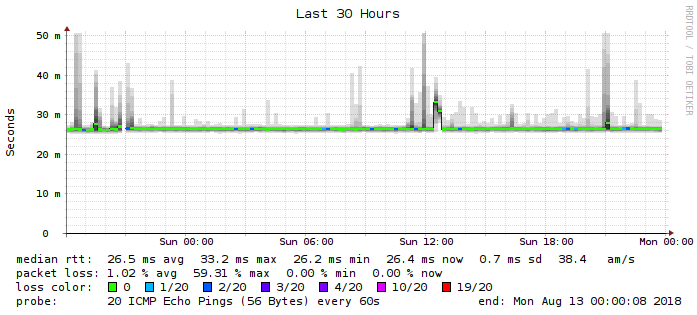 Last 30 Hours
RRDTOOL / TOBI OETIKER
Seconds
50 m
40 m
30 m
20 m
10 m
0
Sun 00:00 Sun 06:00 Sun 12:00 Sun 18:00 Mon 00:00
median rtt: 26.5 ms avg 33.2 ms max 26.2 ms min 26.4 ms now 0.7 ms sd 38.4 am/s
packet loss: 1.02 % avg 59.31 % max 0.00 % min 0.00 % now
loss color: 0 1/20 2/20 3/20 4/20 10/20 19/20
probe: 20 ICMP Echo Pings (56 Bytes) every 60s end: Mon Aug 13 00:00:08 2018